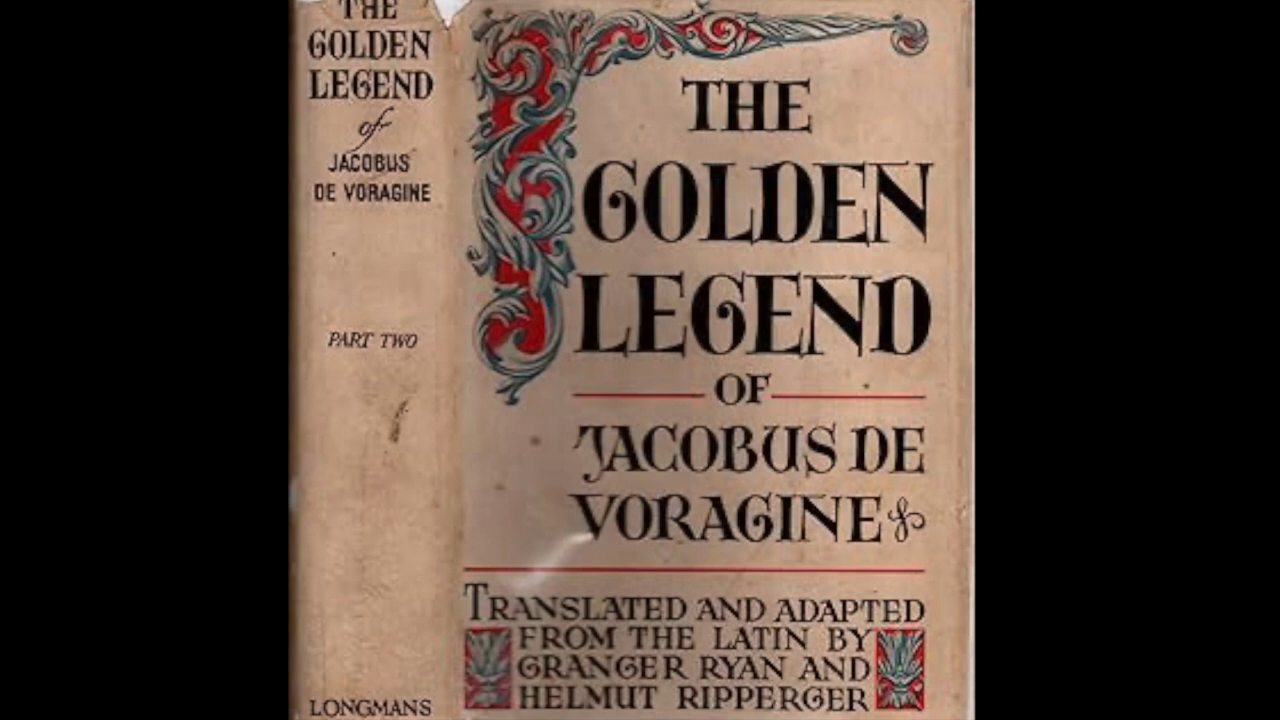 THE
GOLDEN
LEGEND
of
JACOBUS
DE VORAGINE
PART TWO
LONGMANS
THE
GOLDEN
LEGEND
OF
JACOBUS DE
VORAGINE
TRANSLATED AND ADAPTED
FROM THE LATIN BY
GRANGER RYAN AND
HELMUT RIPPERGER